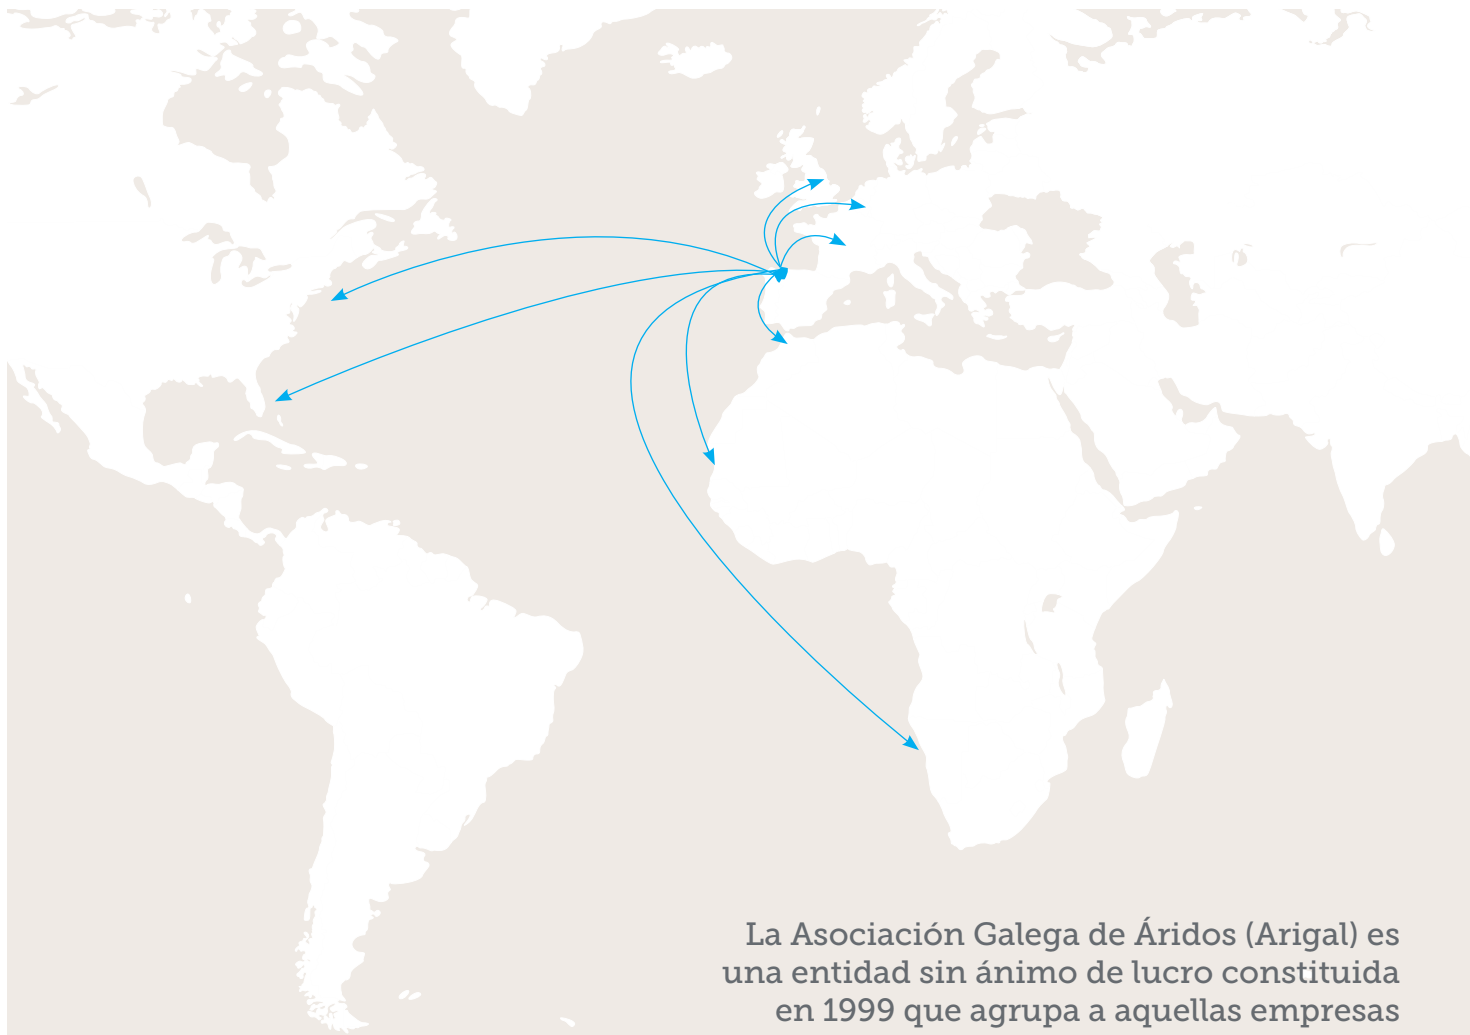 La Asociación Galega de Áridos (Arigal) es
una entidad sin ánimo de lucro constituida
en 1999 que agrupa a aquellas empresas